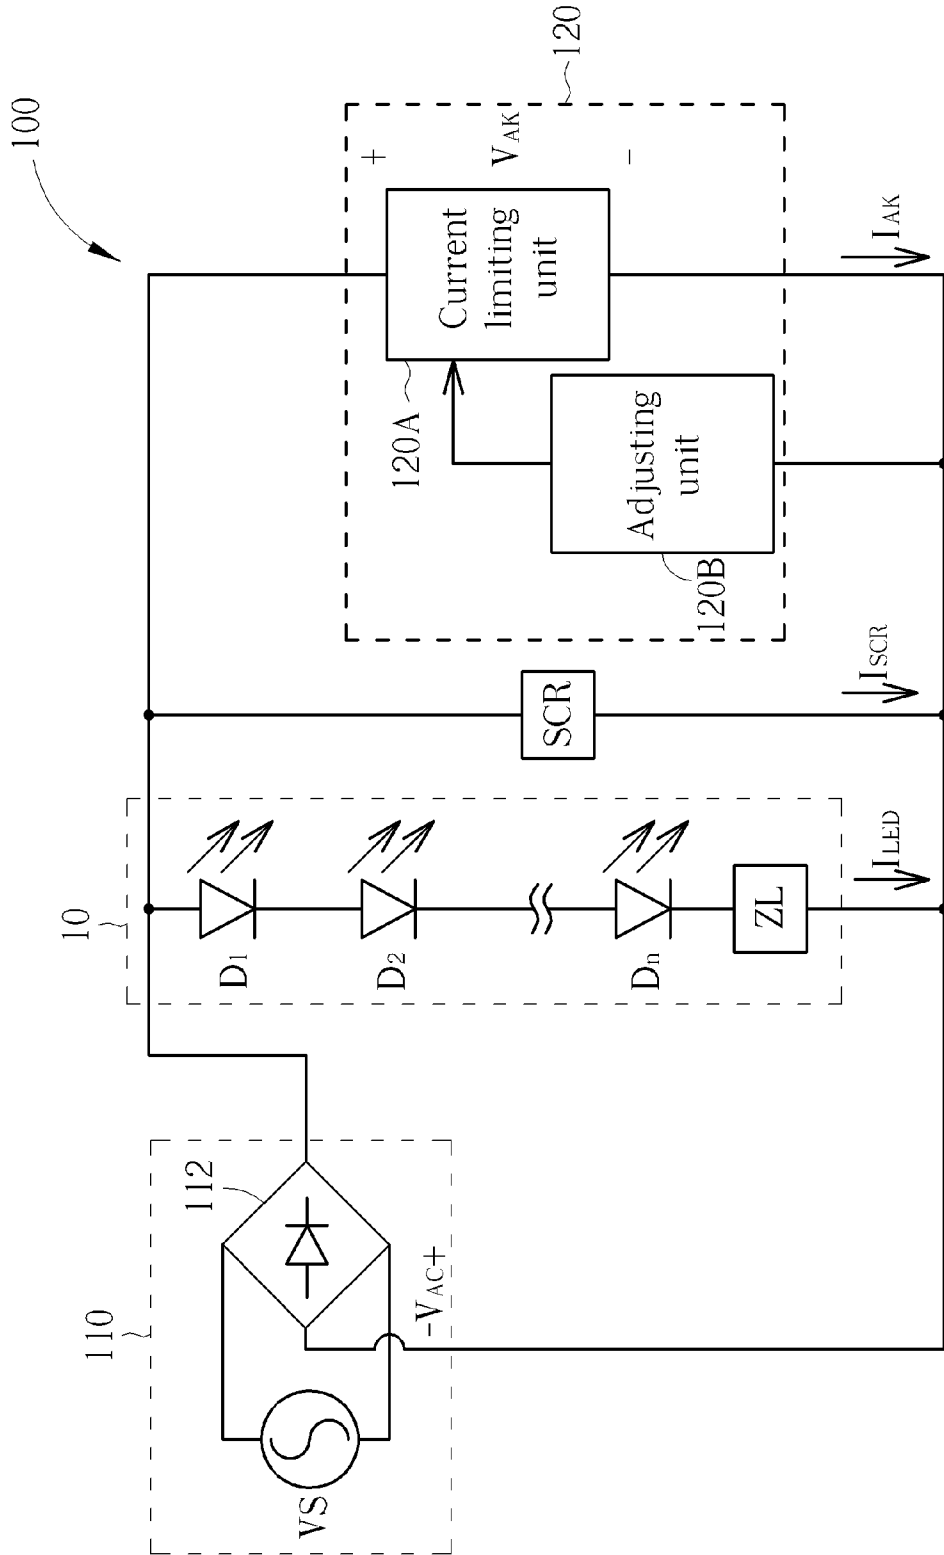 100
110
112
VS
-VAC+
10
D1
D2
Dn
ZL
ILED
SCR
ISCR
120
120A
Current
limiting
unit
120B
Adjusting
unit
+
VAK
-
IAK